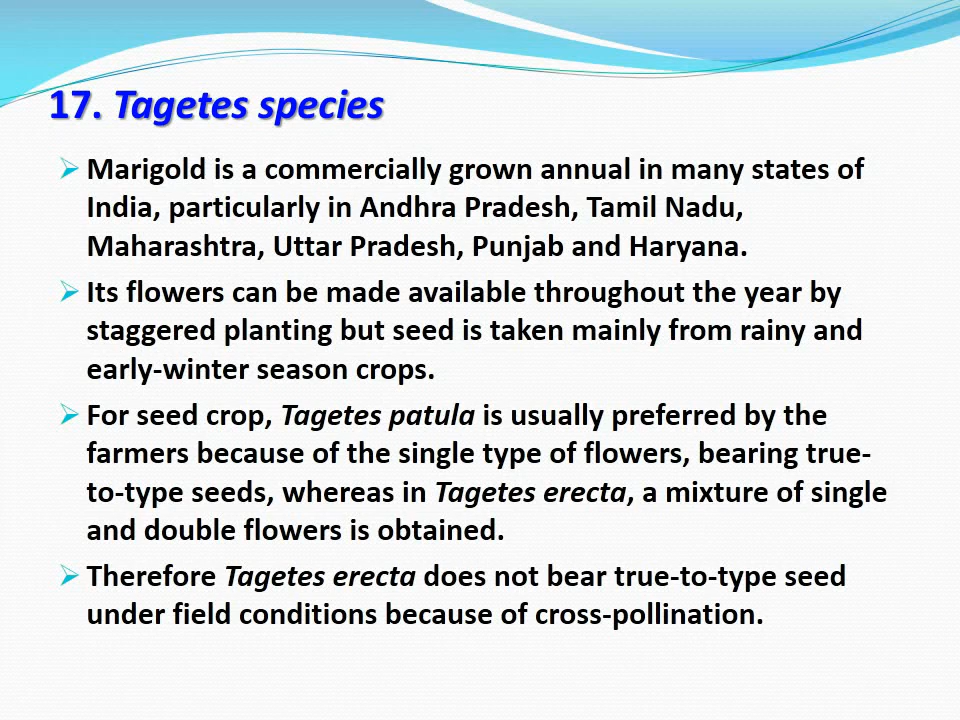 17. Tagetes species
➢ Marigold is a commercially grown annual in many states of
India, particularly in Andhra Pradesh, Tamil Nadu,
Maharashtra, Uttar Pradesh, Punjab and Haryana.
➢ Its flowers can be made available throughout the year by
staggered planting but seed is taken mainly from rainy and
early-winter season crops.
➢ For seed crop, Tagetes patula is usually preferred by the
farmers because of the single type of flowers, bearing true-
to-type seeds, whereas in Tagetes erecta, a mixture of single
and double flowers is obtained.
➢ Therefore Tagetes erecta does not bear true-to-type seed
under field conditions because of cross-pollination.